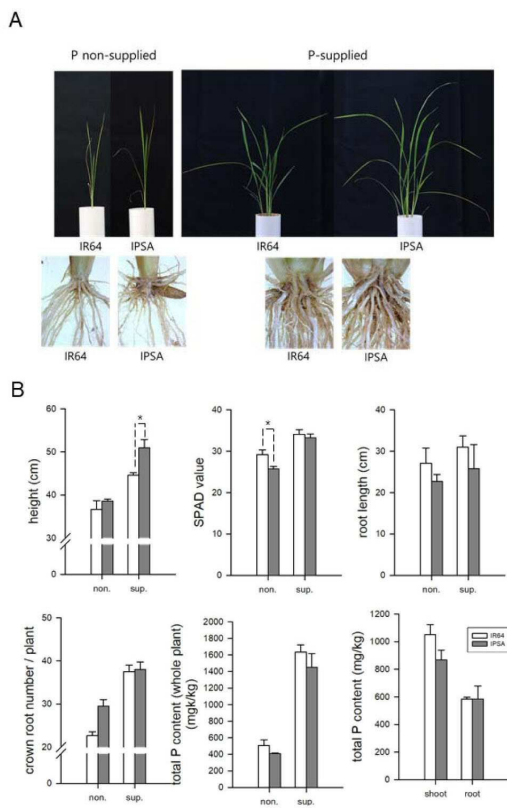 A
P non-supplied P-supplied
IR64 IPSA IR64 IPSA
IR64 IPSA IR64 IPSA
B
height (cm)
60
50
40
30
0
*
non. sup.
SPAD value
40
30
20
10
0
*
non. sup.
root length (cm)
40
30
20
10
0
non. sup.
crown root number / plant
40
30
20
0
non. sup.
total P content (whole plant)
(mgk/kg)
1800
1600
1400
1200
1000
800
600
400
200
0
non. sup.
total P content (mg/kg)
1200
1000
800
600
400
200
0
IR64
IPSA
shoot root